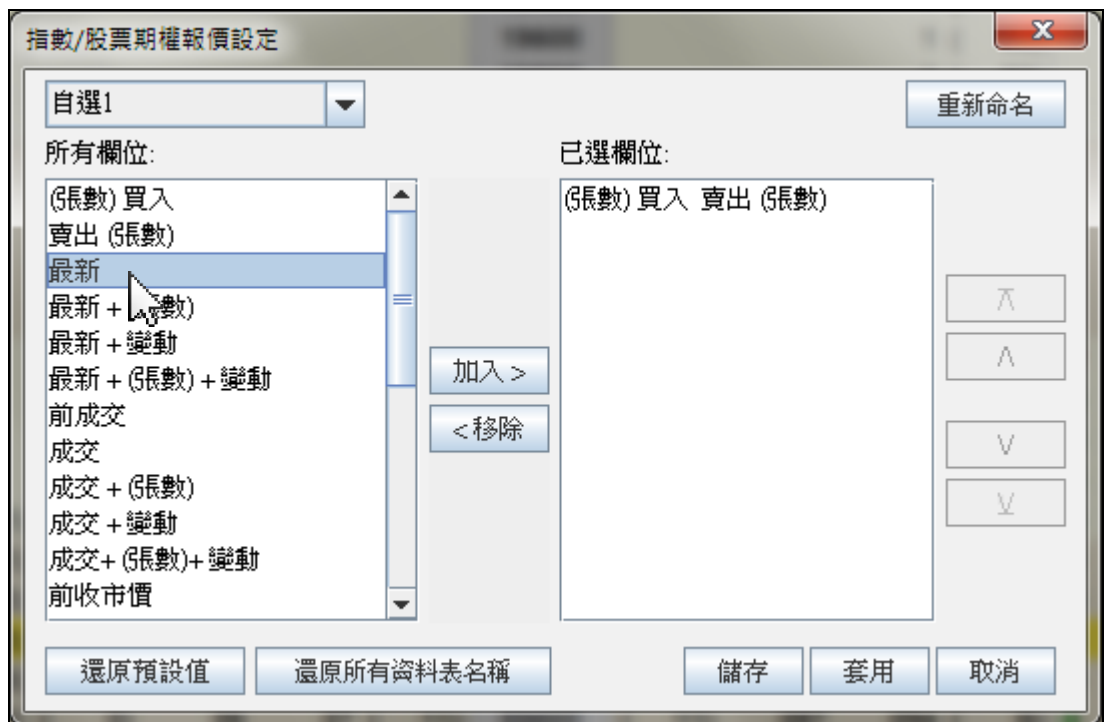 指數/股票期權報價設定
自選1
重新命名
所有欄位:
已選欄位:
(張數) 買入
賣出 (張數)
最新
最新 + (張數)
最新 + 變動
最新 + (張數) + 變動
前成交
成交
成交 + (張數)
成交 + 變動
成交+ (張數)+ 變動
前收市價
加入 >
< 移除
(張數) 買入 賣出 (張數)
還原預設值
還原所有資料表名稱
儲存
套用
取消